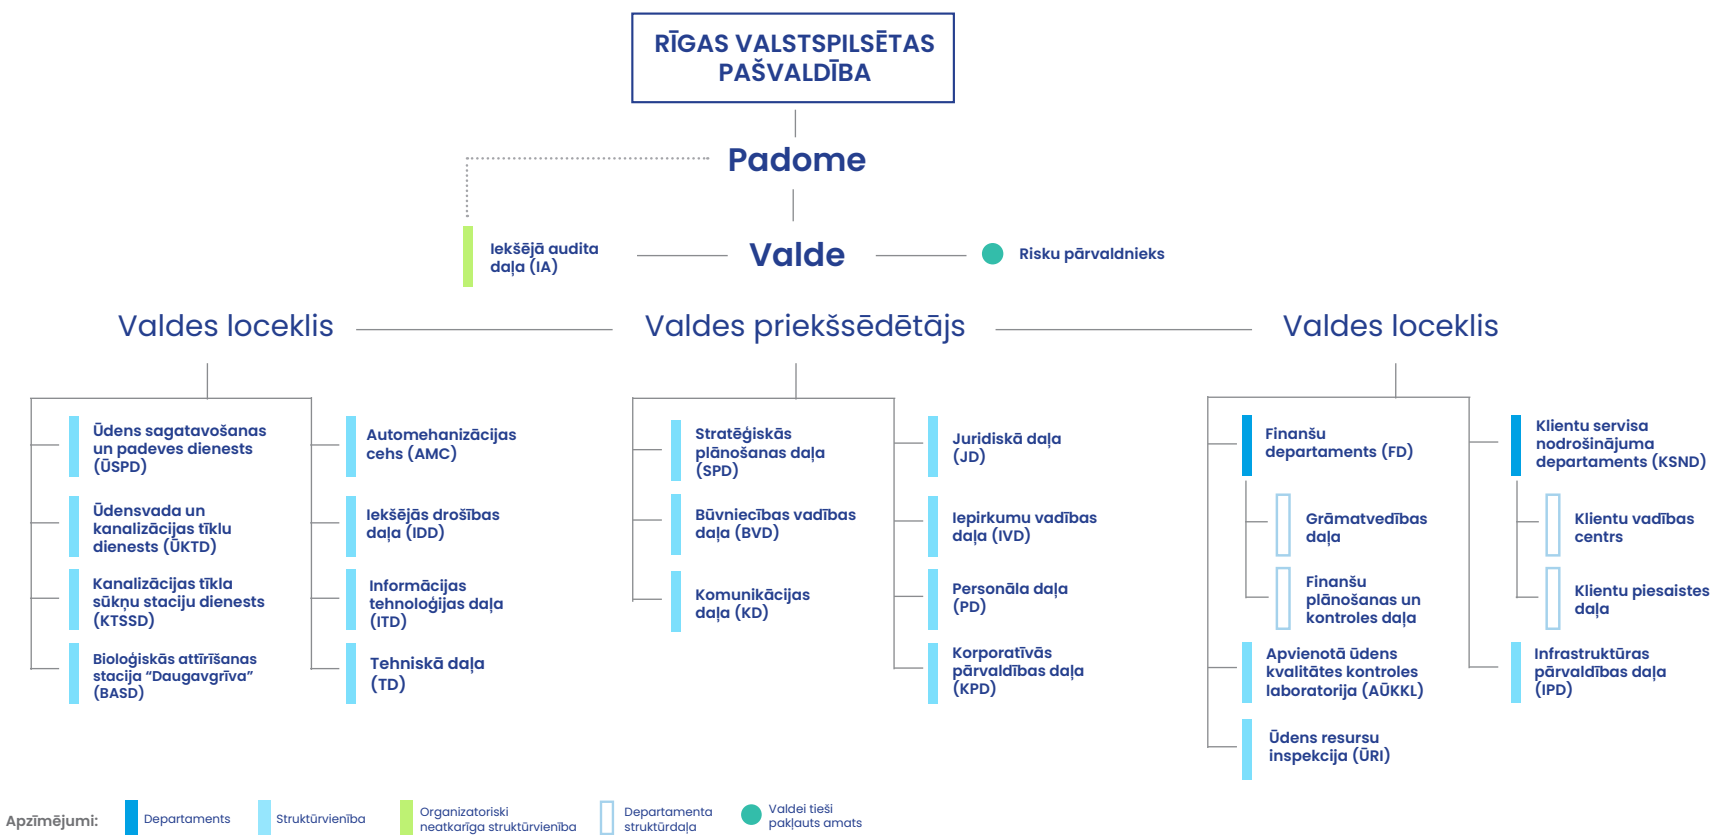 RĪGAS VALSTSPILSĒTAS
PAŠVALDĪBA
Padome
Iekšējā audita
daļa (IA)
Valde
Risku pārvaldnieks
Valdes loceklis
Valdes priekšsēdētājs
Valdes loceklis
Ūdens sagatavošanas
un padeves dienests
(ŪSPD)
Ūdensvada un
kanalizācijas tīklu
dienests (ŪKTD)
Kanalizācijas tīkla
sūkņu staciju dienests
(KTSSD)
Bioloģiskās attīrīšanas
stacija “Daugavgrīva”
(BASD)
Automehanizācijas
cehs (AMC)
Iekšējās drošības
daļa (IDD)
Informācijas
tehnoloģijas daļa
(ITD)
Tehniskā daļa
(TD)
Stratēģiskās
plānošanas daļa
(SPD)
Būvniecības vadības
daļa (BVD)
Komunikācijas
daļa (KD)
Juridiskā daļa
(JD)
Iepirkumu vadības
daļa (IVD)
Personāla daļa
(PD)
Korporatīvās
pārvaldības daļa
(KPD)
Finanšu
departaments (FD)
Grāmatvedības
daļa
Finanšu
plānošanas un
kontroles daļa
Apvienotā ūdens
kvalitātes kontroles
laboratorija (AŪKKL)
Ūdens resursu
inspekcija (ŪRI)
Klientu servisa
nodrošinājuma
departaments (KSND)
Klientu vadības
centrs
Klientu piesaistes
daļa
Infrastruktūras
pārvaldības daļa
(IPD)
Apzīmējumi:
Departaments
Struktūrvienība
Organizatoriski
neatkarīga struktūrvienība
Departamenta
struktūrdaļa
Valdei tieši
pakļauts amats